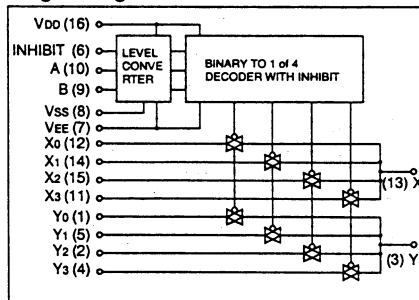 VDD (16)
INHIBIT (6)
A (10)
B (9)
VSS (8)
VEE (7)
X0 (12)
X1 (14)
X2 (15)
X3 (11)
Y0 (1)
Y1 (5)
Y2 (2)
Y3 (4)
LEVEL
CONVE
RTER
BINARY TO 1 of 4
DECODER WITH INHIBIT
(13) X
(3) Y